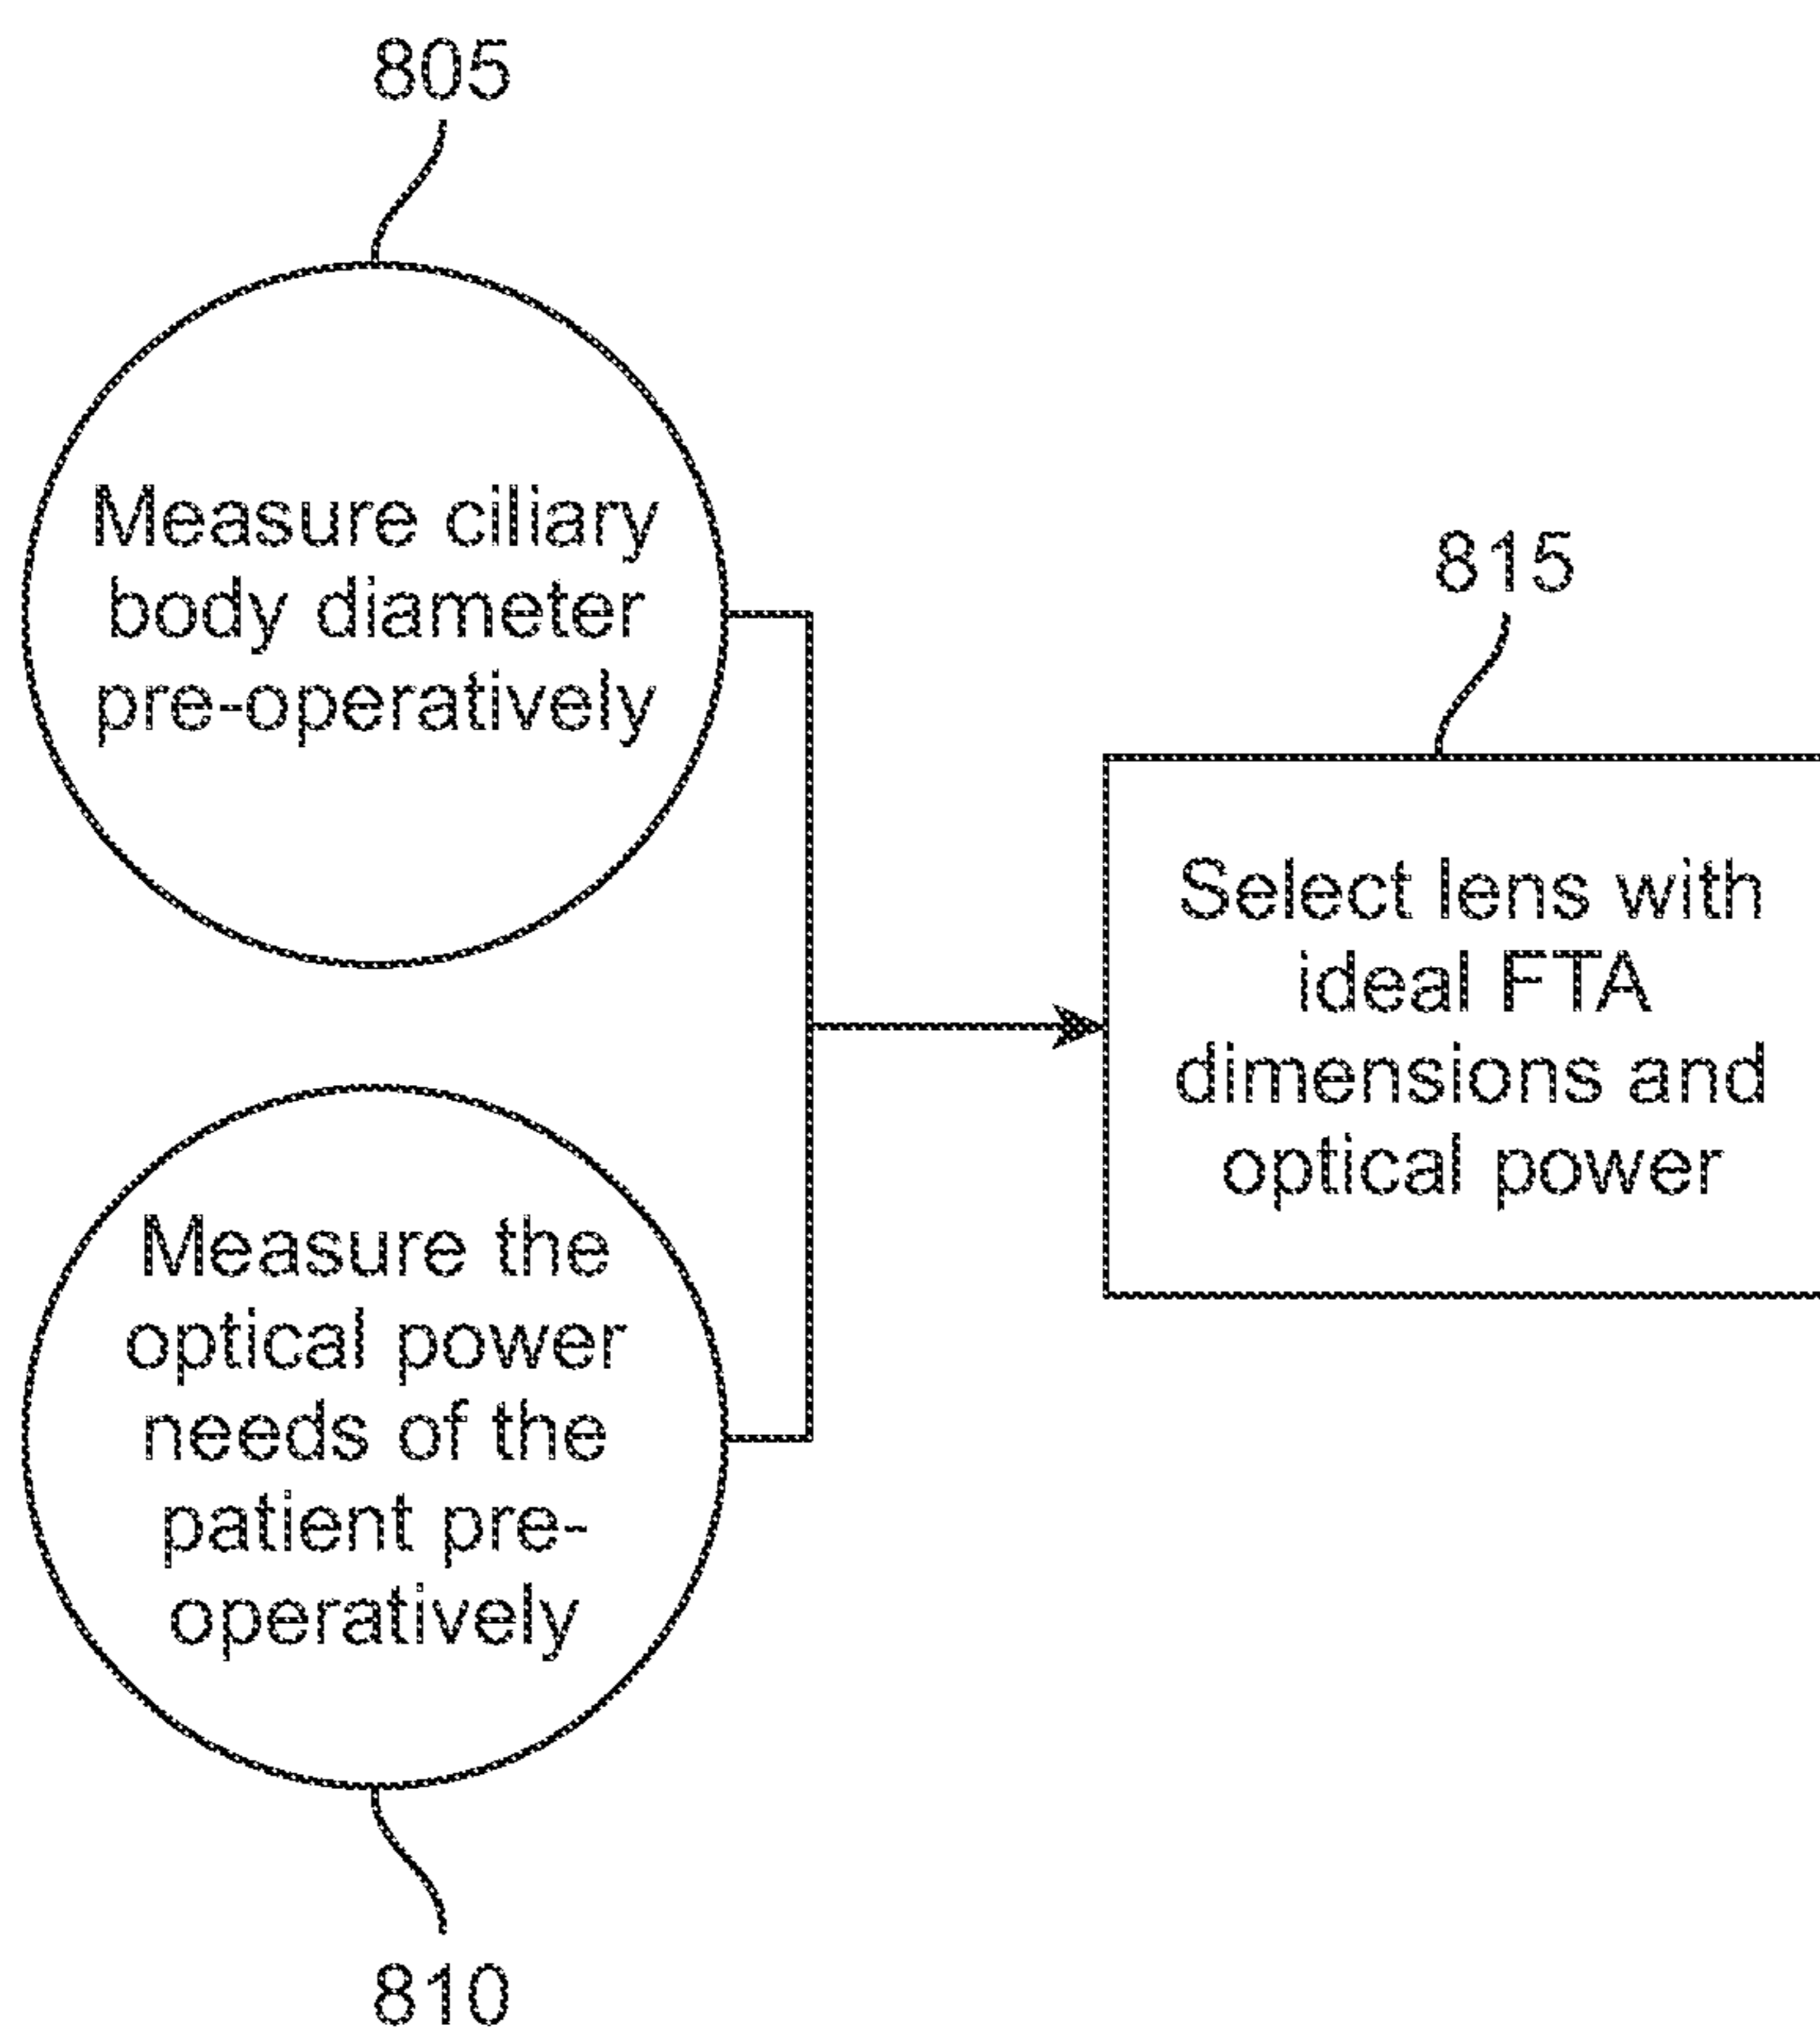 805
Measure ciliary
body diameter
pre-operatively
815
Select lens with
ideal FTA
dimensions and
optical power
Measure the
optical power
needs of the
patient pre-
operatively
810